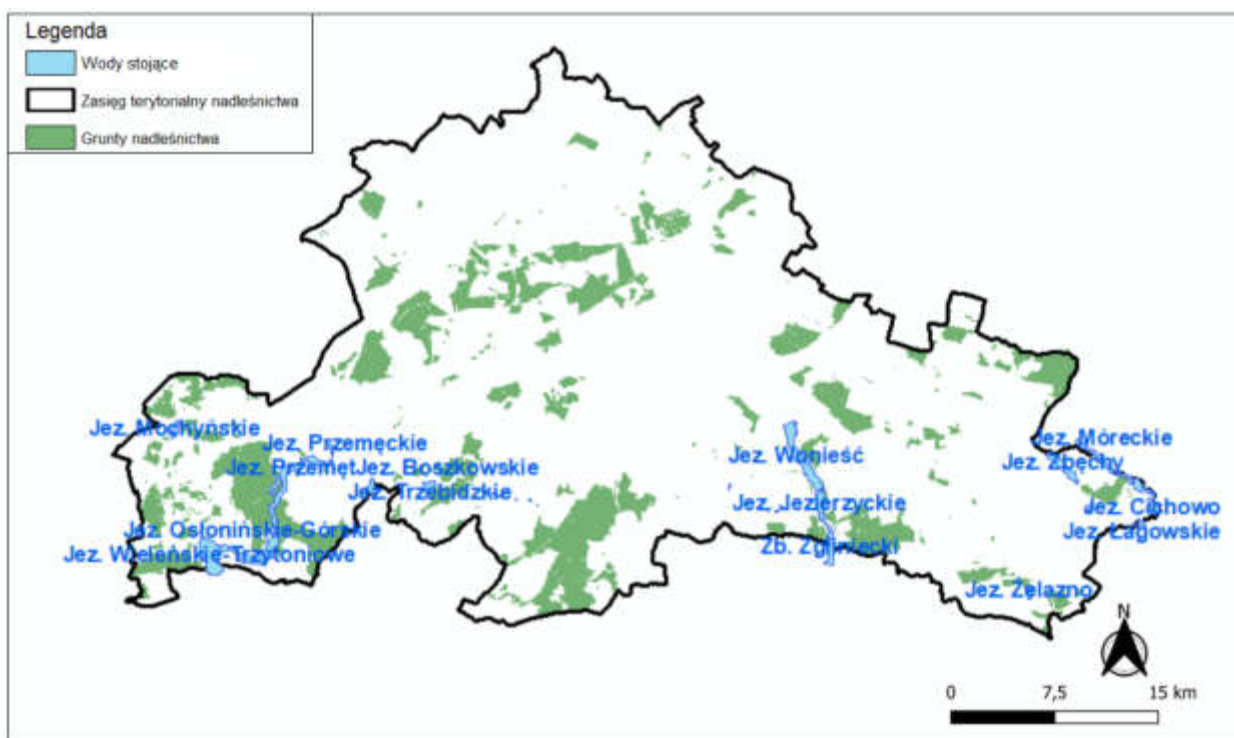 Legenda
Wody stojące
Zasięg terytorialny nadleśnictwa
Grunty nadleśnictwa
Jez. Mochyńskie
Jez. Przemęckie
Jez. Przemęt
Jez. Boszkowskie
Jez. Trzebidzkie
Jez. Osłonińskie-Górskie
Jez. Wieleńskie-Trzytoniowe
Jez. Wonieść
Jez. Jezierzyckie
Zb. Zgliniecki
Jez. Móreckie
Jez. Zbęchy
Jez. Cichowo
Jez. Łagowskie
Jez. Żelazno
N
0 7,5 15 km